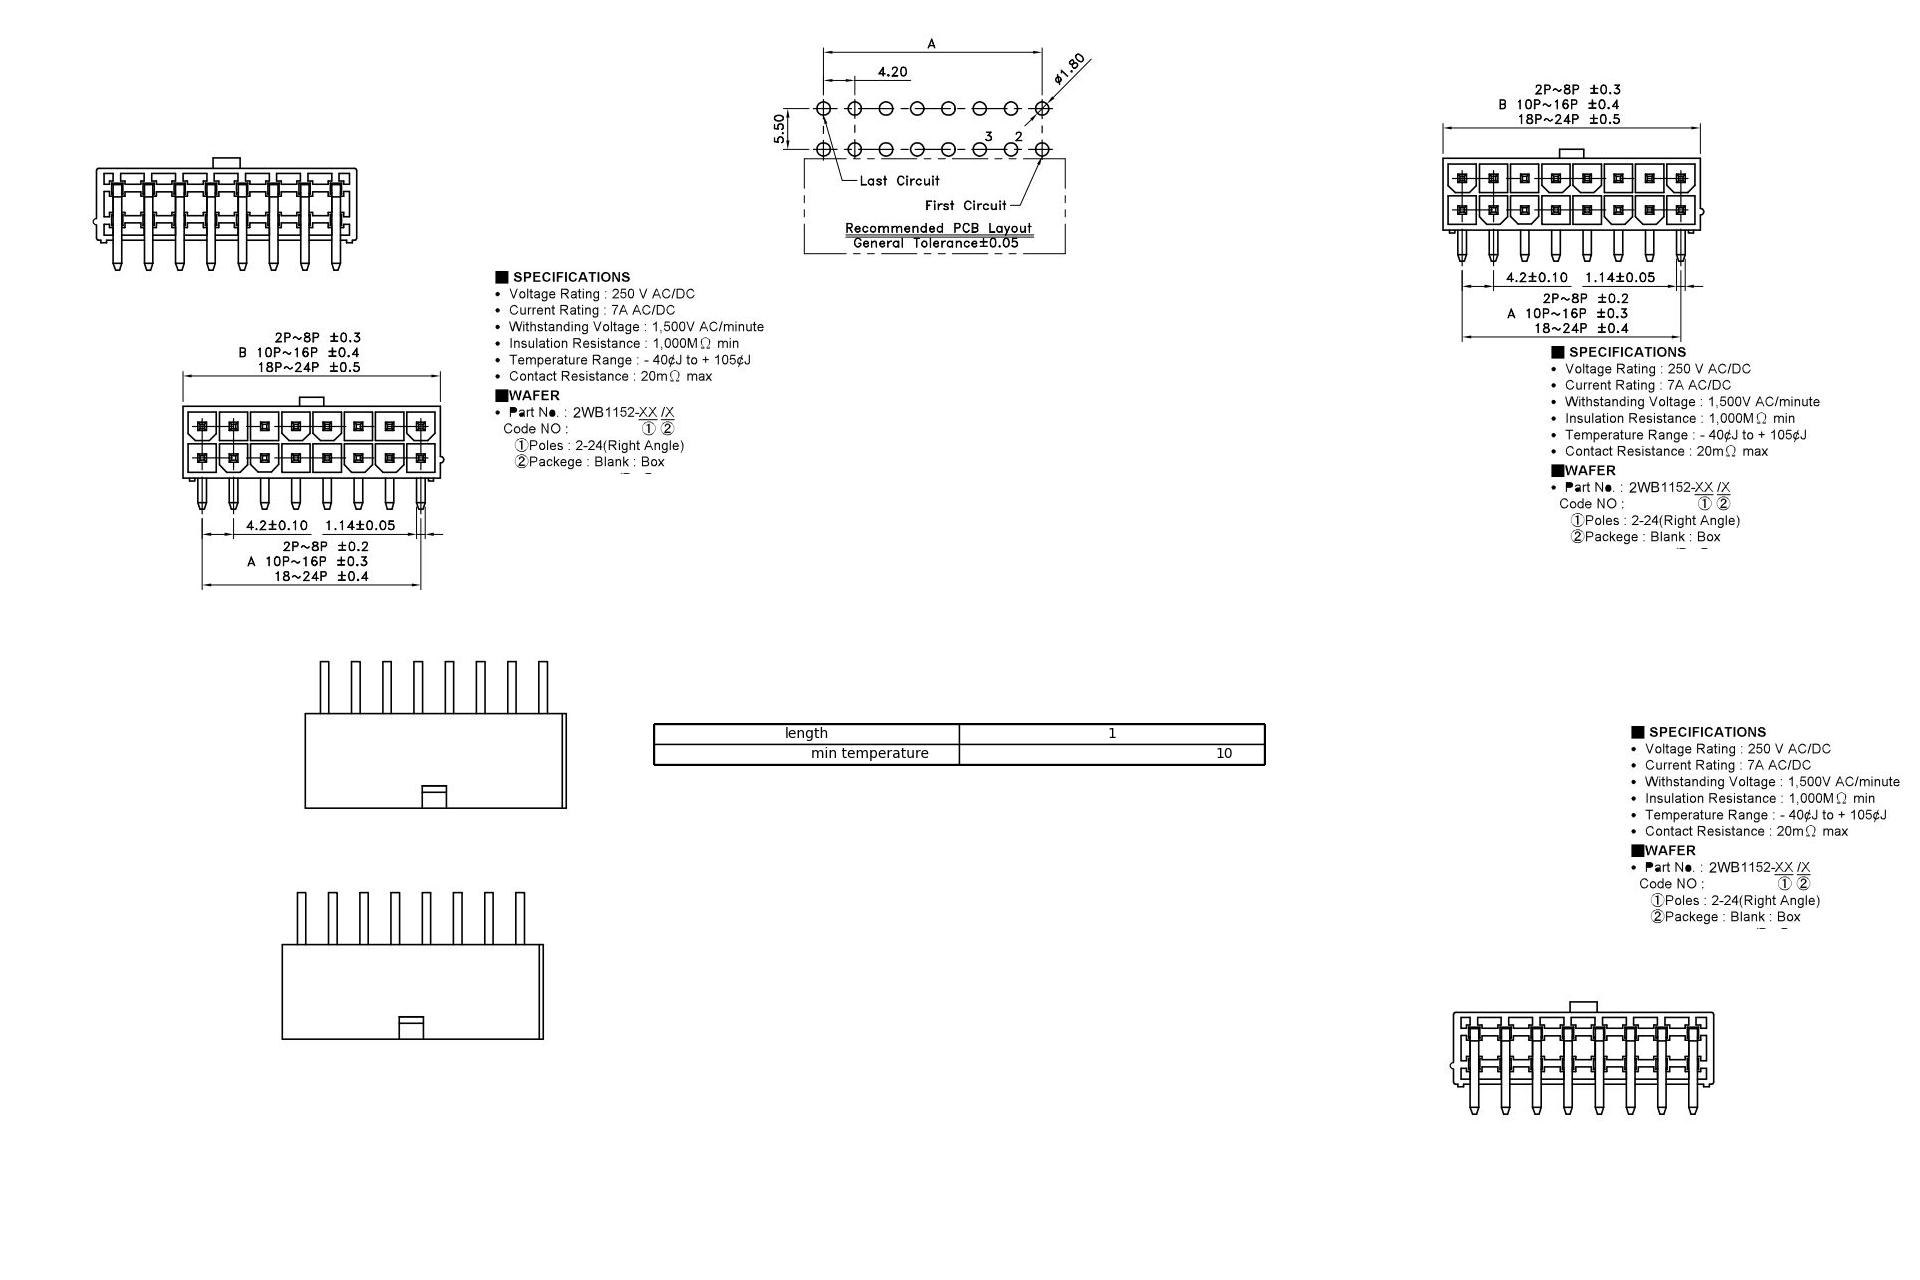 A
4.20
ø1.80
5.50
3 2
Last Circuit
First Circuit
Recommended PCB Layout
General Tolerance±0.05
2P~8P ±0.3
B 10P~16P ±0.4
18P~24P ±0.5
4.2±0.10 1.14±0.05
2P~8P ±0.2
A 10P~16P ±0.3
18~24P ±0.4
■ SPECIFICATIONS
• Voltage Rating : 250 V AC/DC
• Current Rating : 7A AC/DC
• Withstanding Voltage : 1,500V AC/minute
• Insulation Resistance : 1,000MΩ min
• Temperature Range : - 40¢J to + 105¢J
• Contact Resistance : 20mΩ max
■WAFER
• Part No. : 2WB1152-XX /X
Code NO : ① ②
①Poles : 2-24(Right Angle)
②Packege : Blank : Box
2P~8P ±0.3
B 10P~16P ±0.4
18P~24P ±0.5
4.2±0.10 1.14±0.05
2P~8P ±0.2
A 10P~16P ±0.3
18~24P ±0.4
■ SPECIFICATIONS
• Voltage Rating : 250 V AC/DC
• Current Rating : 7A AC/DC
• Withstanding Voltage : 1,500V AC/minute
• Insulation Resistance : 1,000MΩ min
• Temperature Range : - 40¢J to + 105¢J
• Contact Resistance : 20mΩ max
■WAFER
• Part No. : 2WB1152-XX /X
Code NO : ① ②
①Poles : 2-24(Right Angle)
②Packege : Blank : Box
length 1
min temperature 10
■ SPECIFICATIONS
• Voltage Rating : 250 V AC/DC
• Current Rating : 7A AC/DC
• Withstanding Voltage : 1,500V AC/minute
• Insulation Resistance : 1,000MΩ min
• Temperature Range : - 40¢J to + 105¢J
• Contact Resistance : 20mΩ max
■WAFER
• Part No. : 2WB1152-XX /X
Code NO : ① ②
①Poles : 2-24(Right Angle)
②Packege : Blank : Box